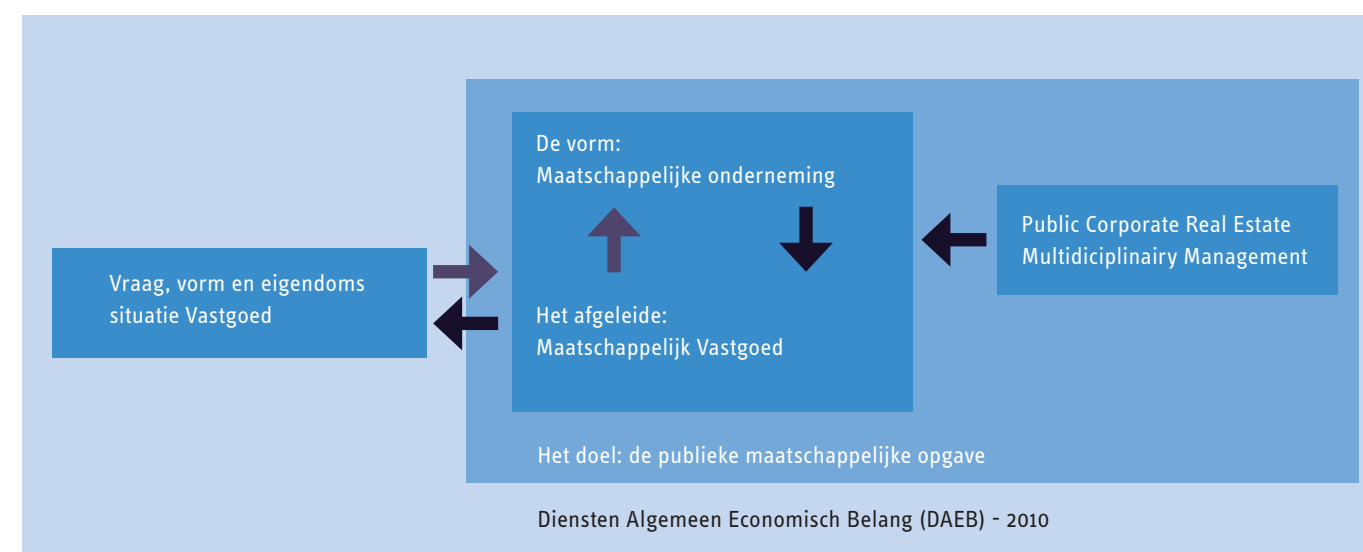 De vorm:
Maatschappelijke onderneming
Public Corporate Real Estate
Multidiciplinairy Management
Vraag, vorm en eigendoms
situatie Vastgoed
Het afgeleide:
Maatschappelijk Vastgoed
Het doel: de publieke maatschappelijke opgave
Diensten Algemeen Economisch Belang (DAEB) - 2010